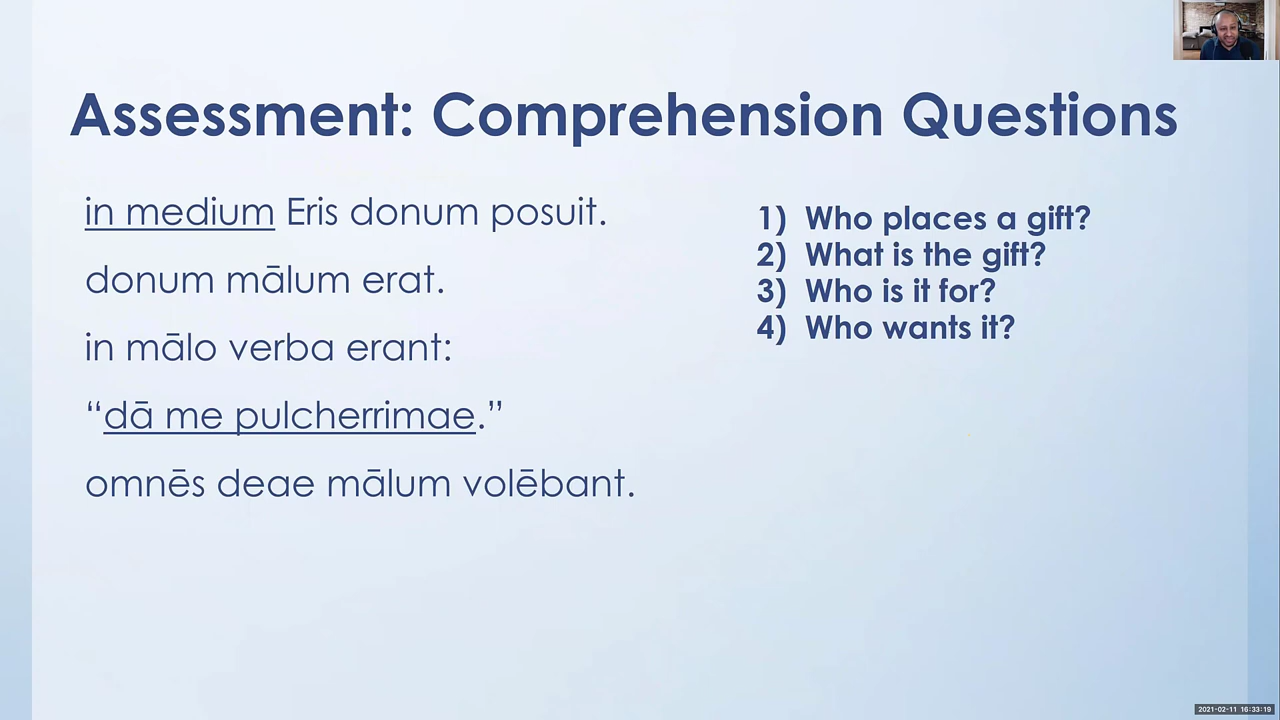 Assessment: Comprehension Questions
in medium Eris donum posuit.
donum mālum erat.
in mālo verba erant:
“dā me pulcherrimae.”
omnēs deae mālum volēbant.
1) Who places a gift?
2) What is the gift?
3) Who is it for?
4) Who wants it?
2021-02-11 16:33:19